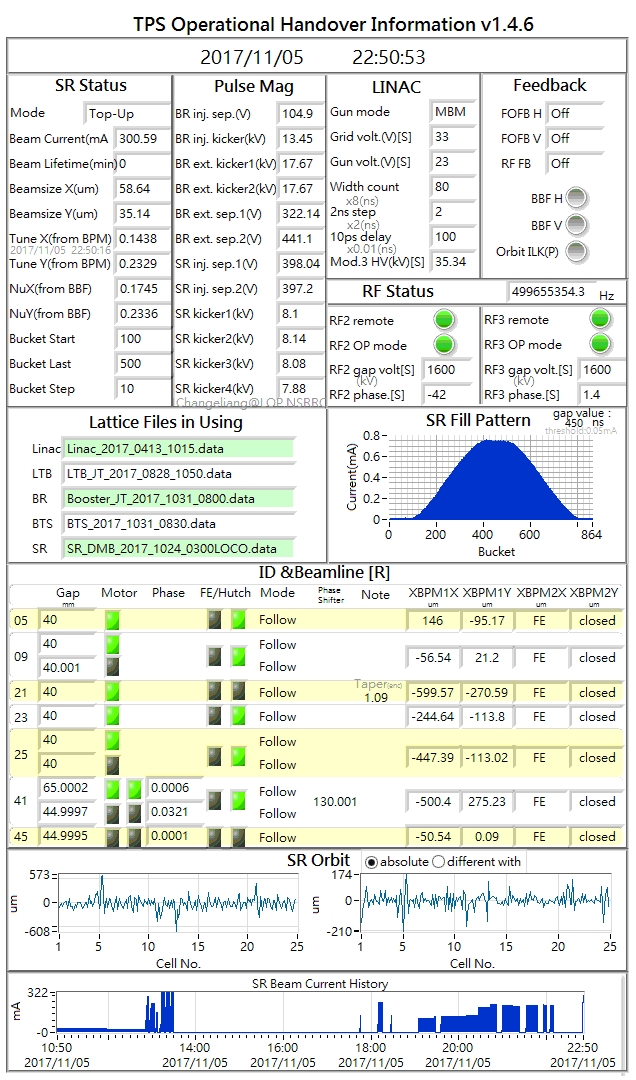 TPS Operational Handover Information v1.4.6
2017/11/05 22:50:53
SR Status
Mode Top-Up
Beam Current(mA 300.59
Beam Lifetime(min) 0
Beamsize X(um) 58.64
Beamsize Y(um) 35.14
Tune X(from BPM) 0.1438
2017/11/05 22:50:16
Tune Y(from BPM) 0.2329
NuX(from BBF) 0.1745
NuY(from BBF) 0.2336
Bucket Start 100
Bucket Last 500
Bucket Step 10
Pulse Mag
BR inj. sep.(V) 104.9
BR inj. kicker(kV) 13.45
BR ext. kicker1(kV) 17.67
BR ext. kicker2(kV) 17.67
BR ext. sep.1(V) 322.14
BR ext. sep.2(V) 441.1
SR inj. sep.1(V) 398.04
SR inj. sep.2(V) 397.2
SR kicker1(kV) 8.1
SR kicker2(kV) 8.14
SR kicker3(kV) 8.08
SR kicker4(kV) 7.88
Changeliang@LOP NSRRC
LINAC
Gun mode MBM
Grid volt.(V)[S] 33
Gun volt.(V)[S] 23
Width count 80
x8(ns)
2ns step 2
x2(ns)
10ps delay 100
x0.01(ns)
Mod.3 HV(kV)[S] 35.34
Feedback
FOFB H Off
FOFB V Off
RF FB Off
BBF H
BBF V
Orbit ILK(P)
RF Status 499655354.3 Hz
RF2 remote
RF2 OP mode
RF2 gap volt[S] 1600
(kV)
RF2 phase.[S] -42
RF3 remote
RF3 OP mode
RF3 gap volt.[S] 1600
(kV)
RF3 phase.[S] 1.4
Lattice Files in Using
Linac Linac_2017_0413_1015.data
LTB LTB_JT_2017_0828_1050.data
BR Booster_JT_2017_1031_0800.data
BTS BTS_2017_1031_0830.data
SR SR_DMB_2017_1024_0300LOCO.data
SR Fill Pattern
gap value :
450 ns
threshold:0.05mA
Current(mA)
0.8
0.6
0.4
0.2
0
0 200 400 600 864
Bucket
ID &Beamline [R]
Gap Motor Phase FE/Hutch Mode Phase Shifter Note XBPM1X XBPM1Y XBPM2X XBPM2Y
mm um um um um
05 40 Follow 146 -95.17 FE closed
09 40 Follow -56.54 21.2 FE closed
40.001 Follow
21 40 Follow Taper(enc) 1.09 -599.57 -270.59 FE closed
23 40 Follow -244.64 -113.8 FE closed
25 40 Follow -447.39 -113.02 FE closed
40 Follow
41 65.0002 0.0006 Follow 130.001 -500.4 275.23 FE closed
44.9997 0.0321 Follow
45 44.9995 0.0001 Follow -50.54 0.09 FE closed
SR Orbit absolute different with
um
573
0
-608
1 5 10 15 20 25
Cell No.
um
174
0
-210
1 5 10 15 20 25
Cell No.
SR Beam Current History
mA
322
-0
10:50 14:00 16:00 18:00 20:00 22:50
2017/11/05 2017/11/05 2017/11/05 2017/11/05 2017/11/05 2017/11/05